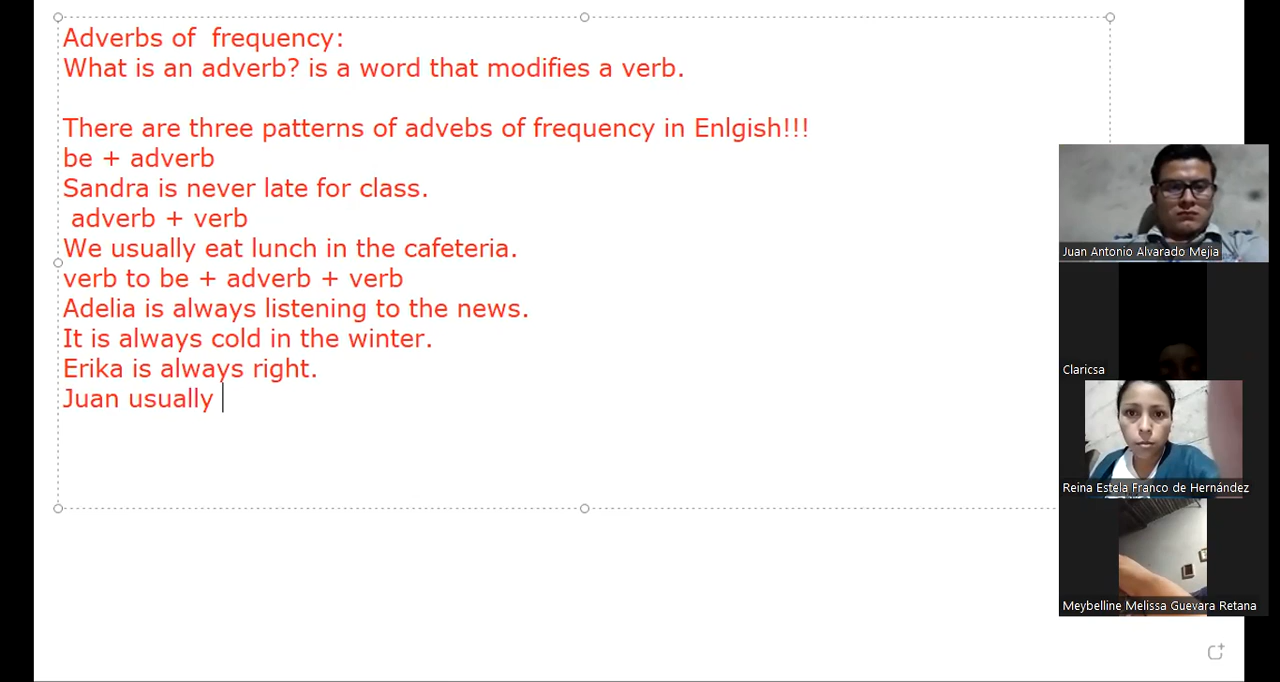 Adverbs of  frequency:
What is an adverb? is a word that modifies a verb.
There are three patterns of advebs of frequency in Enlgish!!!
be + adverb
Sandra is never late for class.
adverb + verb
We usually eat lunch in the cafeteria.
verb to be + adverb + verb
Adelia is always listening to the news.
It is always cold in the winter.
Erika is always right.
Juan usually
Juan Antonio Alvarado Mejia
Claricsa
Reina Estela Franco de Hernández
Meybelline Melissa Guevara Retana